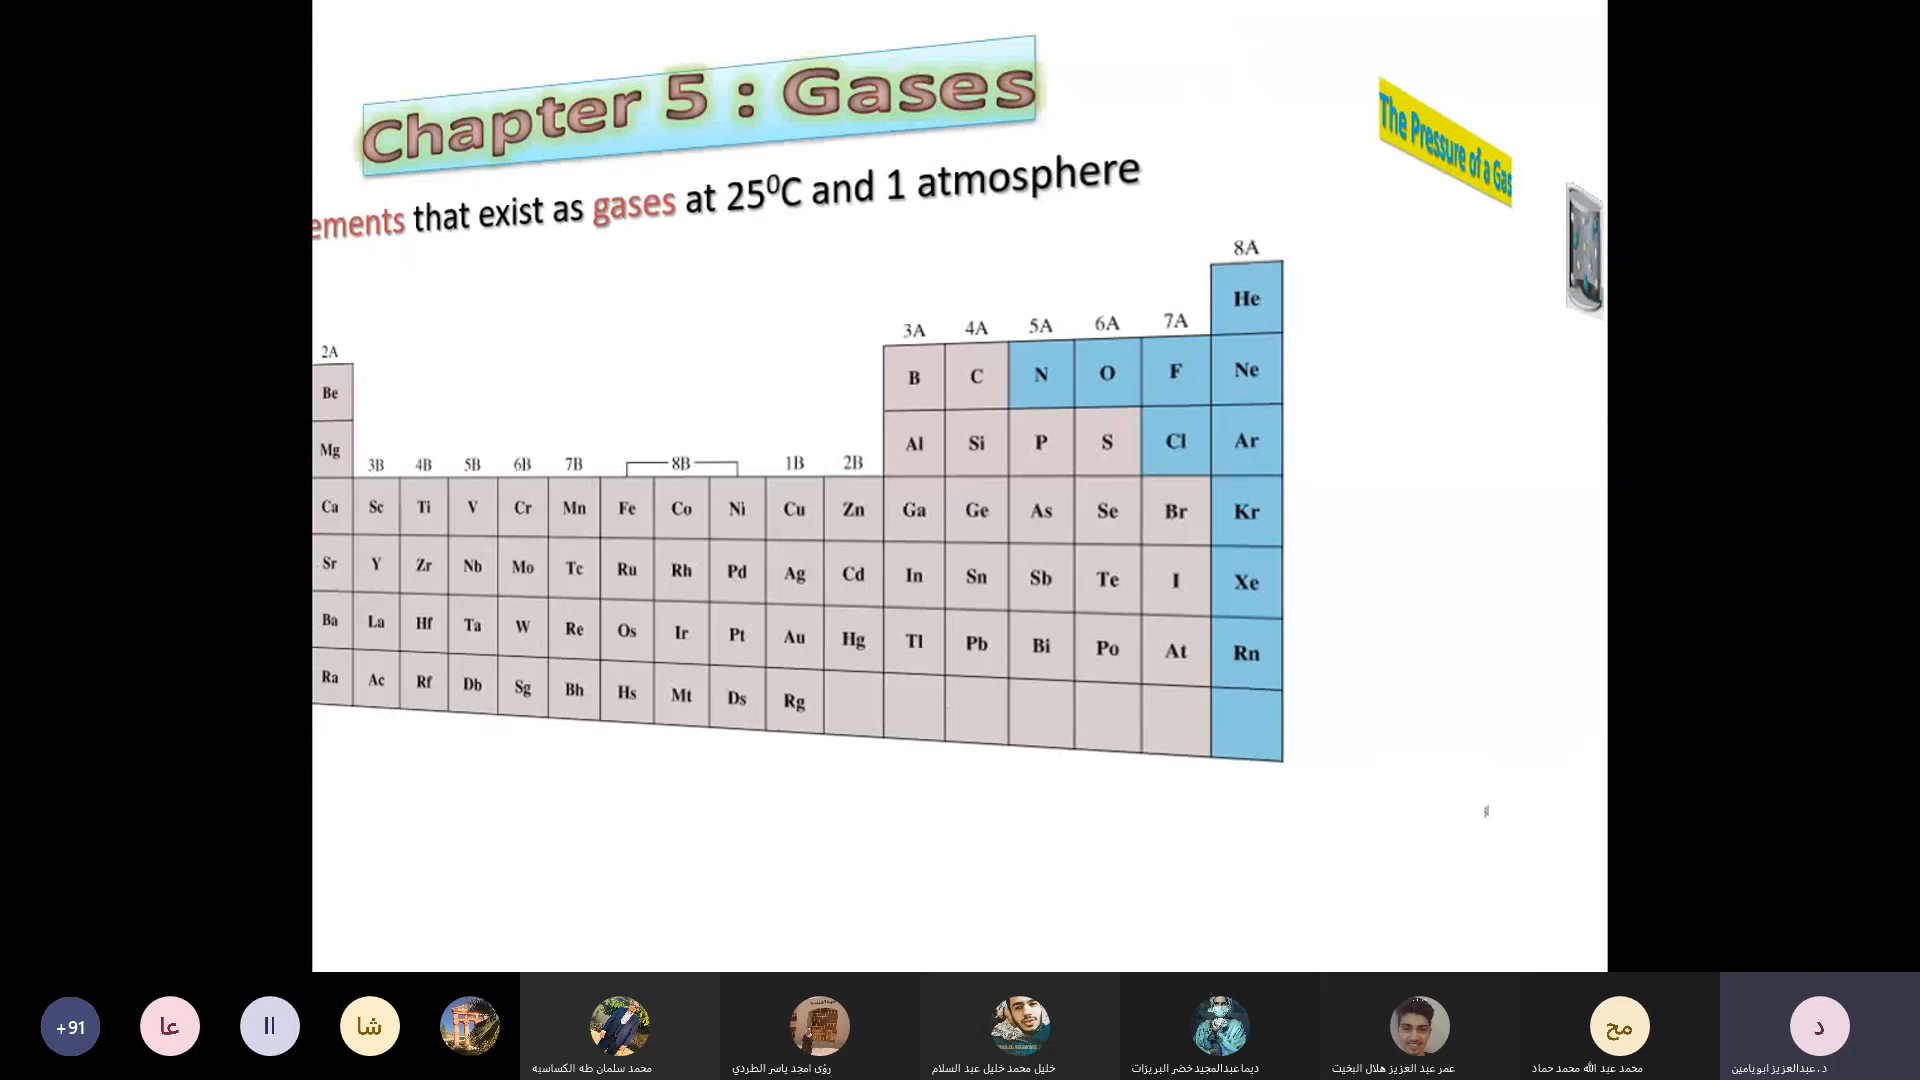 Chapter 5 : Gases
ements that exist as gases at 25⁰C and 1 atmosphere
The Pressure of a Gas
8A
He
3A 4A 5A 6A 7A
B C N O F Ne
2A
Be
Mg
Al Si P S Cl Ar
3B 4B 5B 6B 7B 8B 1B 2B
Ca Sc Ti V Cr Mn Fe Co Ni Cu Zn Ga Ge As Se Br Kr
Sr Y Zr Nb Mo Tc Ru Rh Pd Ag Cd In Sn Sb Te I Xe
Ba La Hf Ta W Re Os Ir Pt Au Hg Tl Pb Bi Po At Rn
Ra Ac Rf Db Sg Bh Hs Mt Ds Rg
+91
عا
اا
شا
مح
د
محمد سلمان طه الكساسبه
رؤى امجد ياسر الطردي
خليل محمد خليل عبد السلام
ديما عبدالمجيد خضر البريزات
عمر عبد العزيز هلال البخيت
محمد عبد الله محمد حماد
د. عبدالعزيز ابو يامين